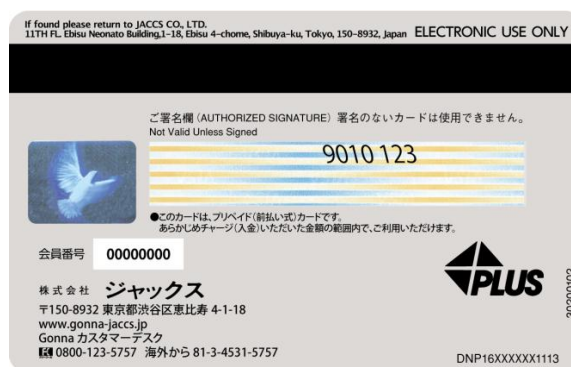 If found please return to JACCS CO., LTD.
11TH FL. Ebisu Neonato Building,1-18, Ebisu 4-chome, Shibuya-ku, Tokyo, 150-8932, Japan ELECTRONIC USE ONLY
ご署名欄（AUTHORIZED SIGNATURE）署名のないカードは使用できません。
Not Valid Unless Signed
9010 123
●このカードは、プリペイド（前払い式）カードです。
あらかじめチャージ（入金）いただいた金額の範囲内で、ご利用いただけます。
会員番号 00000000
PLUS
株式会社 ジャックス
〒150-8932 東京都渋谷区恵比寿 4-1-18
www.gonna-jaccs.jp
Gonna カスタマーデスク
0800-123-5757 海外から 81-3-4531-5757
DNP16XXXXXX1113